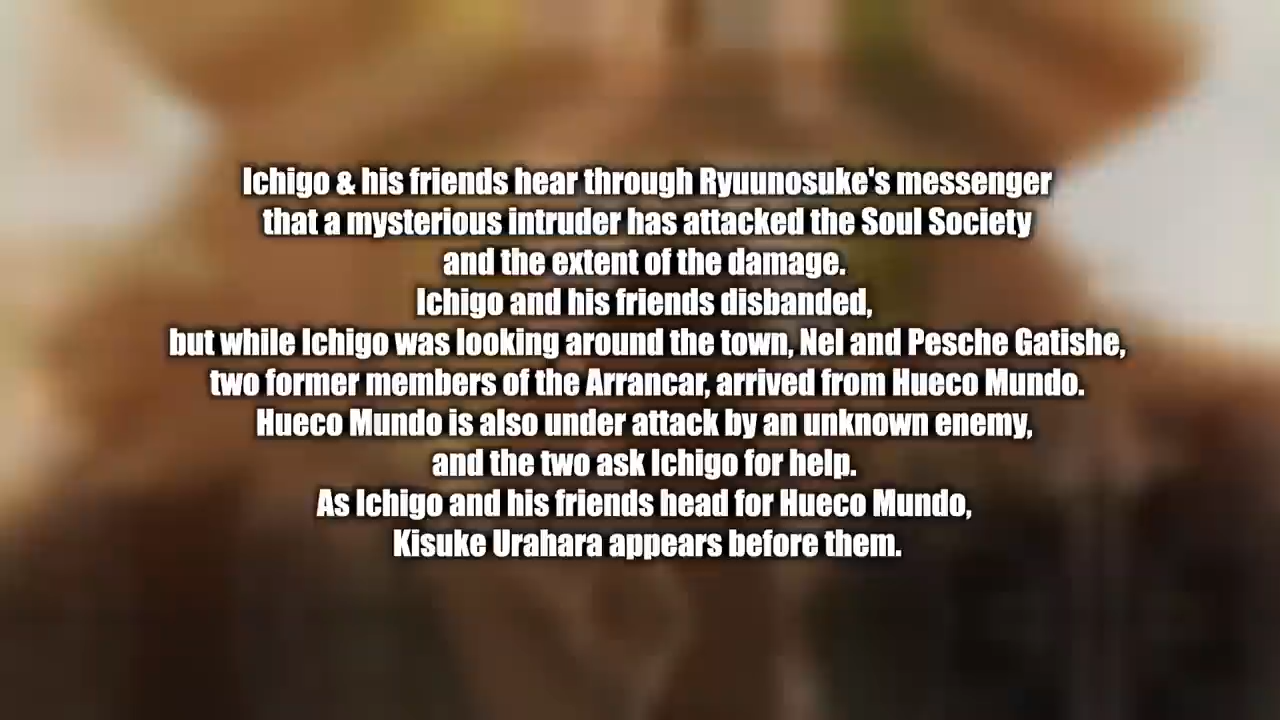 Ichigo & his friends hear through Ryuunosuke's messenger
that a mysterious intruder has attacked the Soul Society
and the extent of the damage.
Ichigo and his friends disbanded,
but while Ichigo was looking around the town, Nel and Pesche Gatishe,
two former members of the Arrancar, arrived from Hueco Mundo.
Hueco Mundo is also under attack by an unknown enemy,
and the two ask Ichigo for help.
As Ichigo and his friends head for Hueco Mundo,
Kisuke Urahara appears before them.